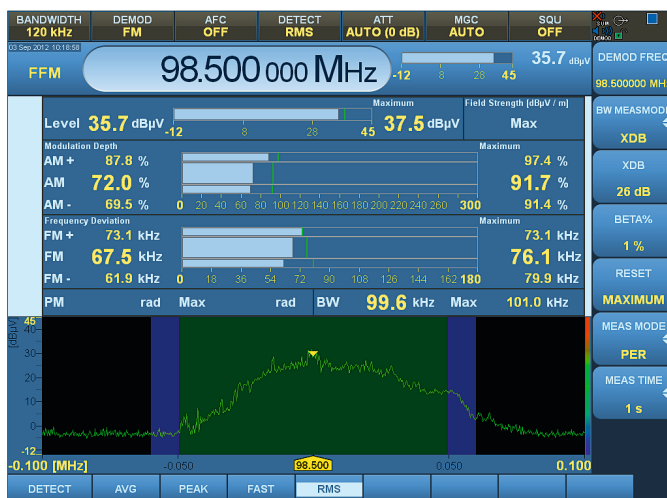 BANDWIDTH DEMOD AFC DETECT ATT MGC SQU
120 kHz FM OFF RMS AUTO (0 dB) AUTO OFF
03 Sep 2012 10:18:58
FFM 98.500 000 MHz -12 8 28 45 35.7 dBµV
DEMOD FREQ
98.500000 MH
Maximum Field Strength [dBµV / m]
Level 35.7 dBµV -12 8 28 45 37.5 dBµV Max
BW MEASMODE
XDB
Modulation Depth Maximum
AM + 87.8 % 97.4 %
AM 72.0 % 91.7 %
AM - 69.5 % 0 20 40 60 80 100 120 140 160 180 200 220 240 260 300 91.4 %
XDB
26 dB
Frequency Deviation Maximum
FM + 73.1 kHz 73.1 kHz
FM 67.5 kHz 76.1 kHz
FM - 61.9 kHz 0 18 36 54 72 90 108 126 144 162 180 79.9 kHz
BETA%
1 %
PM rad Max rad BW 99.6 kHz Max 101.0 kHz
RESET
MAXIMUM
MEAS MODE
PER
MEAS TIME
1 s
[dBµV]
45
40
30
20
10
0
-12
-0.100 [MHz] -0.050 98.500 0.050 0.100
DETECT AVG PEAK FAST RMS